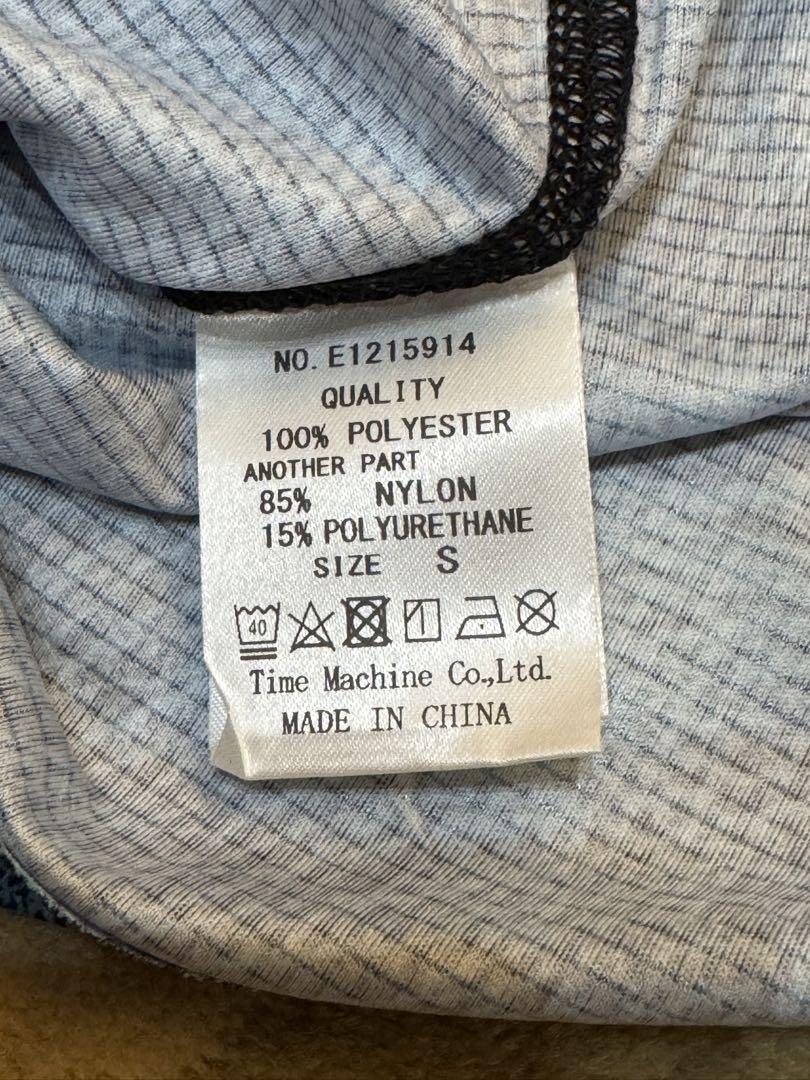 NO. E1215914
QUALITY
100% POLYESTER
ANOTHER PART
85% NYLON
15% POLYURETHANE
SIZE S
40
Time Machine Co.,Ltd.
MADE IN CHINA